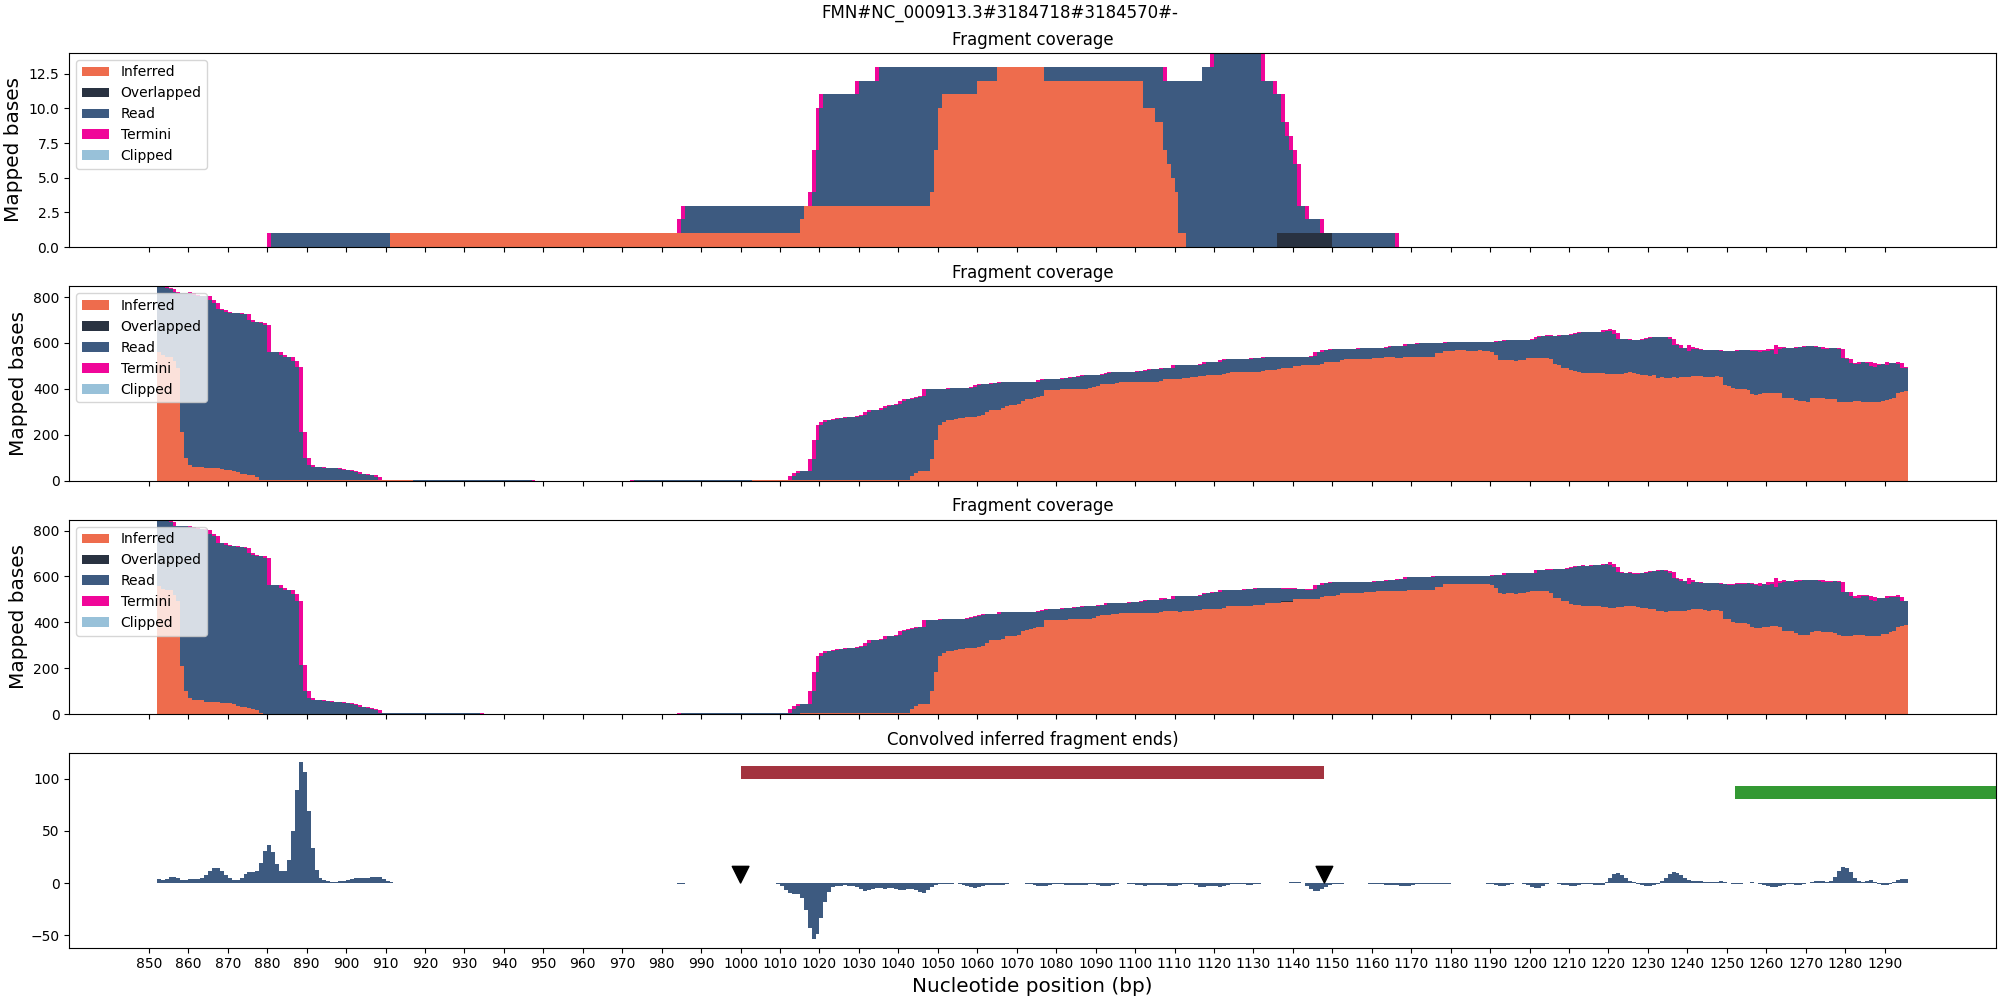 FMN#NC_000913.3#3184718#3184570#-
Fragment coverage
Mapped bases
12.5
10.0
7.5
5.0
2.5
0.0
Inferred
Overlapped
Read
Termini
Clipped
Fragment coverage
Mapped bases
800
600
400
200
0
Inferred
Overlapped
Read
Termini
Clipped
Fragment coverage
Mapped bases
800
600
400
200
0
Inferred
Overlapped
Read
Termini
Clipped
Convolved inferred fragment ends)
100
50
0
−50
850 860 870 880 890 900 910 920 930 940 950 960 970 980 990 1000 1010 1020 1030 1040 1050 1060 1070 1080 1090 1100 1110 1120 1130 1140 1150 1160 1170 1180 1190 1200 1210 1220 1230 1240 1250 1260 1270 1280 1290
Nucleotide position (bp)